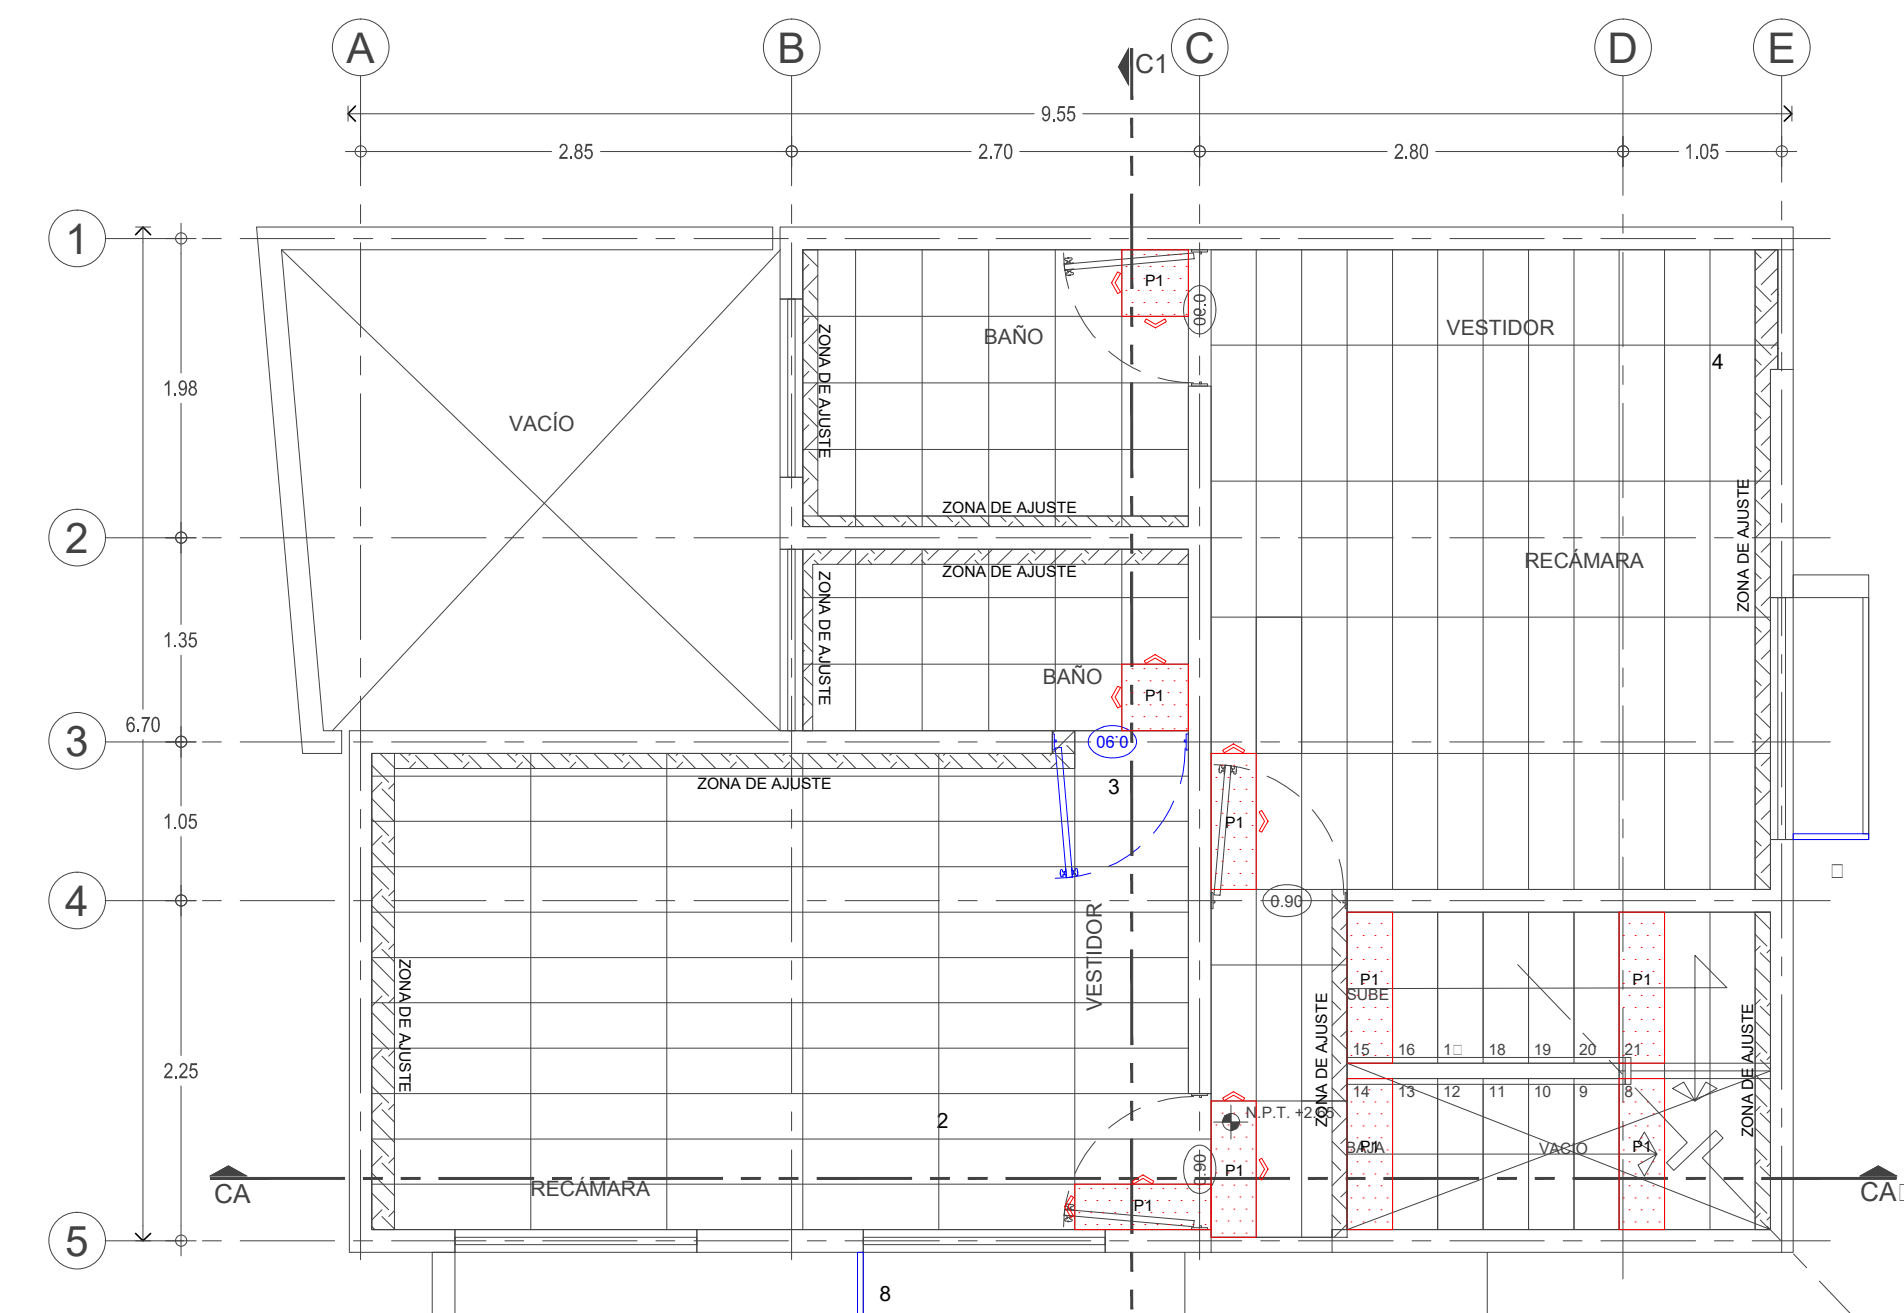 A B C D E
C1
9.55
2.85 2.70 2.80 1.05
1
P1
BAÑO
0.90
VESTIDOR
4
ZONA DE AJUSTE
1.98
VACÍO
ZONA DE AJUSTE
ZONA DE AJUSTE
2
ZONA DE AJUSTE
RECÁMARA
ZONA DE AJUSTE
1.35
BAÑO
P1
6.70
3
0.90
ZONA DE AJUSTE
3
1.05
P1
4
0.90
VESTIDOR
ZONA DE AJUSTE
P1
SUBE
P1
ZONA DE AJUSTE
ZONA DE AJUSTE
15 16 1 18 19 20 21
2.25
14 13 12 11 10 9 8
2
N.P.T. +2.65
BAJA
P1
VACIO
P1
.90
P1
CA
RECÁMARA
P1
CA
5
8